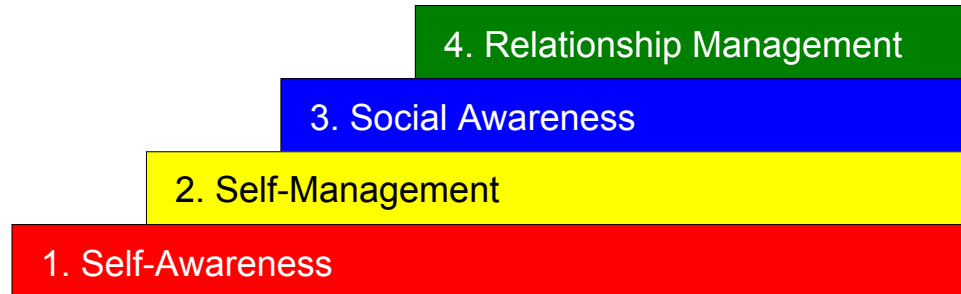 4. Relationship Management
3. Social Awareness
2. Self-Management
1. Self-Awareness